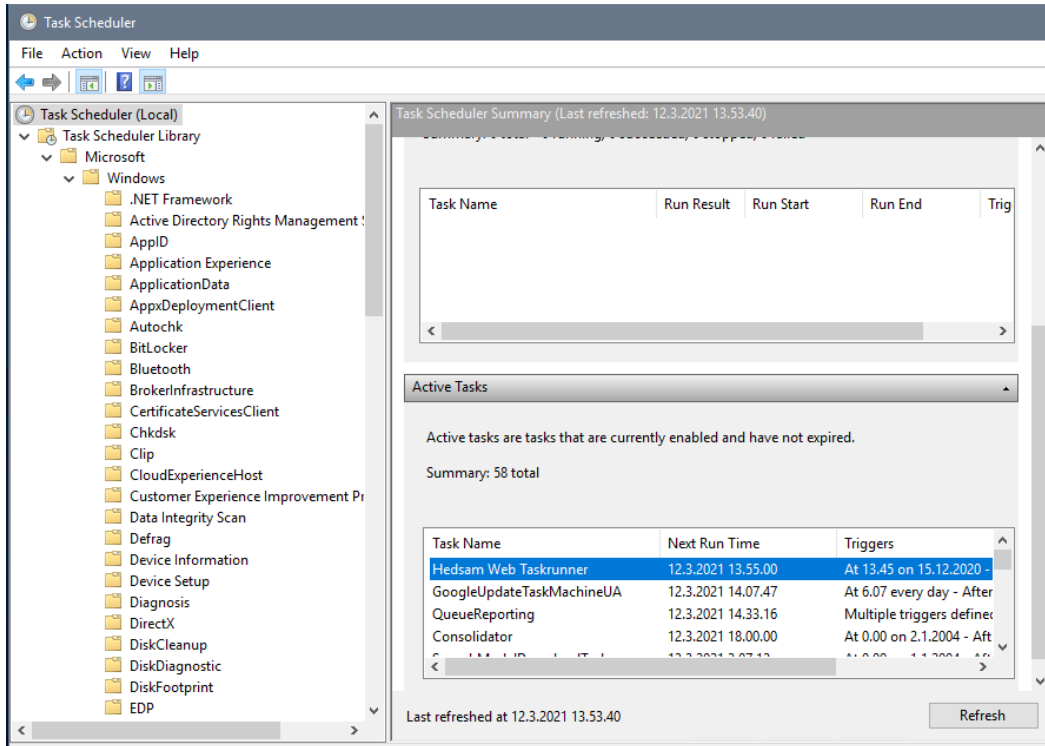 Task Scheduler
File Action View Help
Task Scheduler (Local)
Task Scheduler Library
Microsoft
Windows
.NET Framework
Active Directory Rights Management
AppID
Application Experience
ApplicationData
AppxDeploymentClient
Autochk
BitLocker
Bluetooth
BrokerInfrastructure
CertificateServicesClient
Chkdsk
Clip
CloudExperienceHost
Customer Experience Improvement Pr
Data Integrity Scan
Defrag
Device Information
Device Setup
Diagnosis
DirectX
DiskCleanup
DiskDiagnostic
DiskFootprint
EDP
Task Scheduler Summary (Last refreshed: 12.3.2021 13.53.40)
Task Name Run Result Run Start Run End Trig
Active Tasks
Active tasks are tasks that are currently enabled and have not expired.
Summary: 58 total
Task Name Next Run Time Triggers
Hedsam Web Taskrunner 12.3.2021 13.55.00 At 13.45 on 15.12.2020 -
GoogleUpdateTaskMachineUA 12.3.2021 14.07.47 At 6.07 every day - After
QueueReporting 12.3.2021 14.33.16 Multiple triggers defined
Consolidator 12.3.2021 18.00.00 At 0.00 on 2.1.2004 - Aft
Last refreshed at 12.3.2021 13.53.40
Refresh